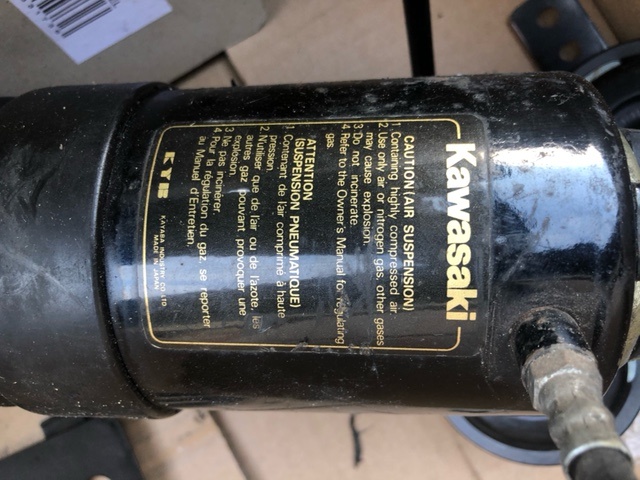 Kawasaki
CAUTION(AIR SUSPENSION)
1 Containing highly compressed air
2 Use only air or nitrogen gas, other gases
may cause explosion.
3 Do not incinerate
4 Refer to the Owner's Manual for regulating
gas.
ATTENTION
(SUSPENSION PNEUMATIQUE)
1 Contenant de l'air comprimé à haute
pression.
2 N'utiliser que de l'air ou de l'azote, les
autres gaz pouvant provoquer une
explosion.
3 Ne pas incinérer.
4 Pour la régulation du gaz, se reporter
au Manuel d'Entretien.
KYB KAYABA INDUSTRY CO. LTD.
MADE IN JAPAN